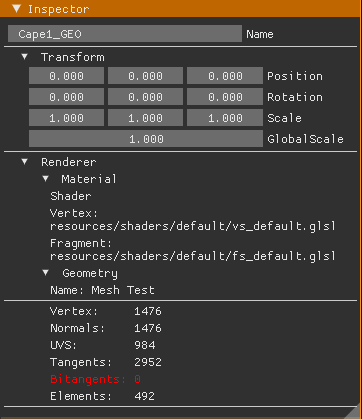 Inspector
Cape1_GEO Name
Transform
0.000 0.000 0.000 Position
0.000 0.000 0.000 Rotation
1.000 1.000 1.000 Scale
1.000 GlobalScale
Renderer
Material
Shader
Vertex:
resources/shaders/default/vs_default.glsl
Fragment:
resources/shaders/default/fs_default.glsl
Geometry
Name: Mesh Test
Vertex: 1476
Normals: 1476
UVS: 984
Tangents: 2952
Bitangents: 0
Elements: 492